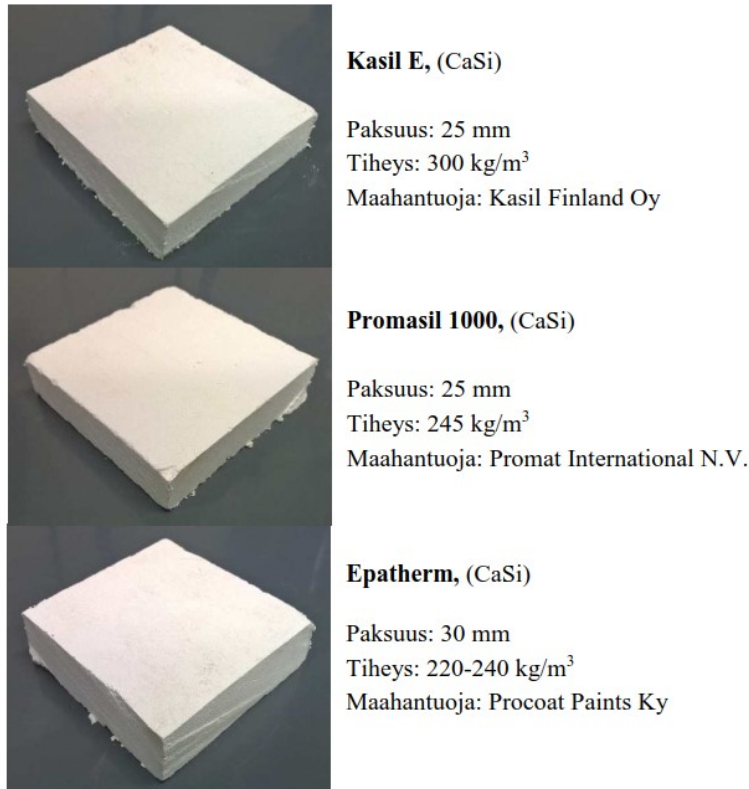 Kasil E, (CaSi)
Paksuus: 25 mm
Tiheys: 300 kg/m³
Maahantuoja: Kasil Finland Oy
Promasil 1000, (CaSi)
Paksuus: 25 mm
Tiheys: 245 kg/m³
Maahantuoja: Promat International N.V.
Epatherm, (CaSi)
Paksuus: 30 mm
Tiheys: 220-240 kg/m³
Maahantuoja: Procoat Paints Ky